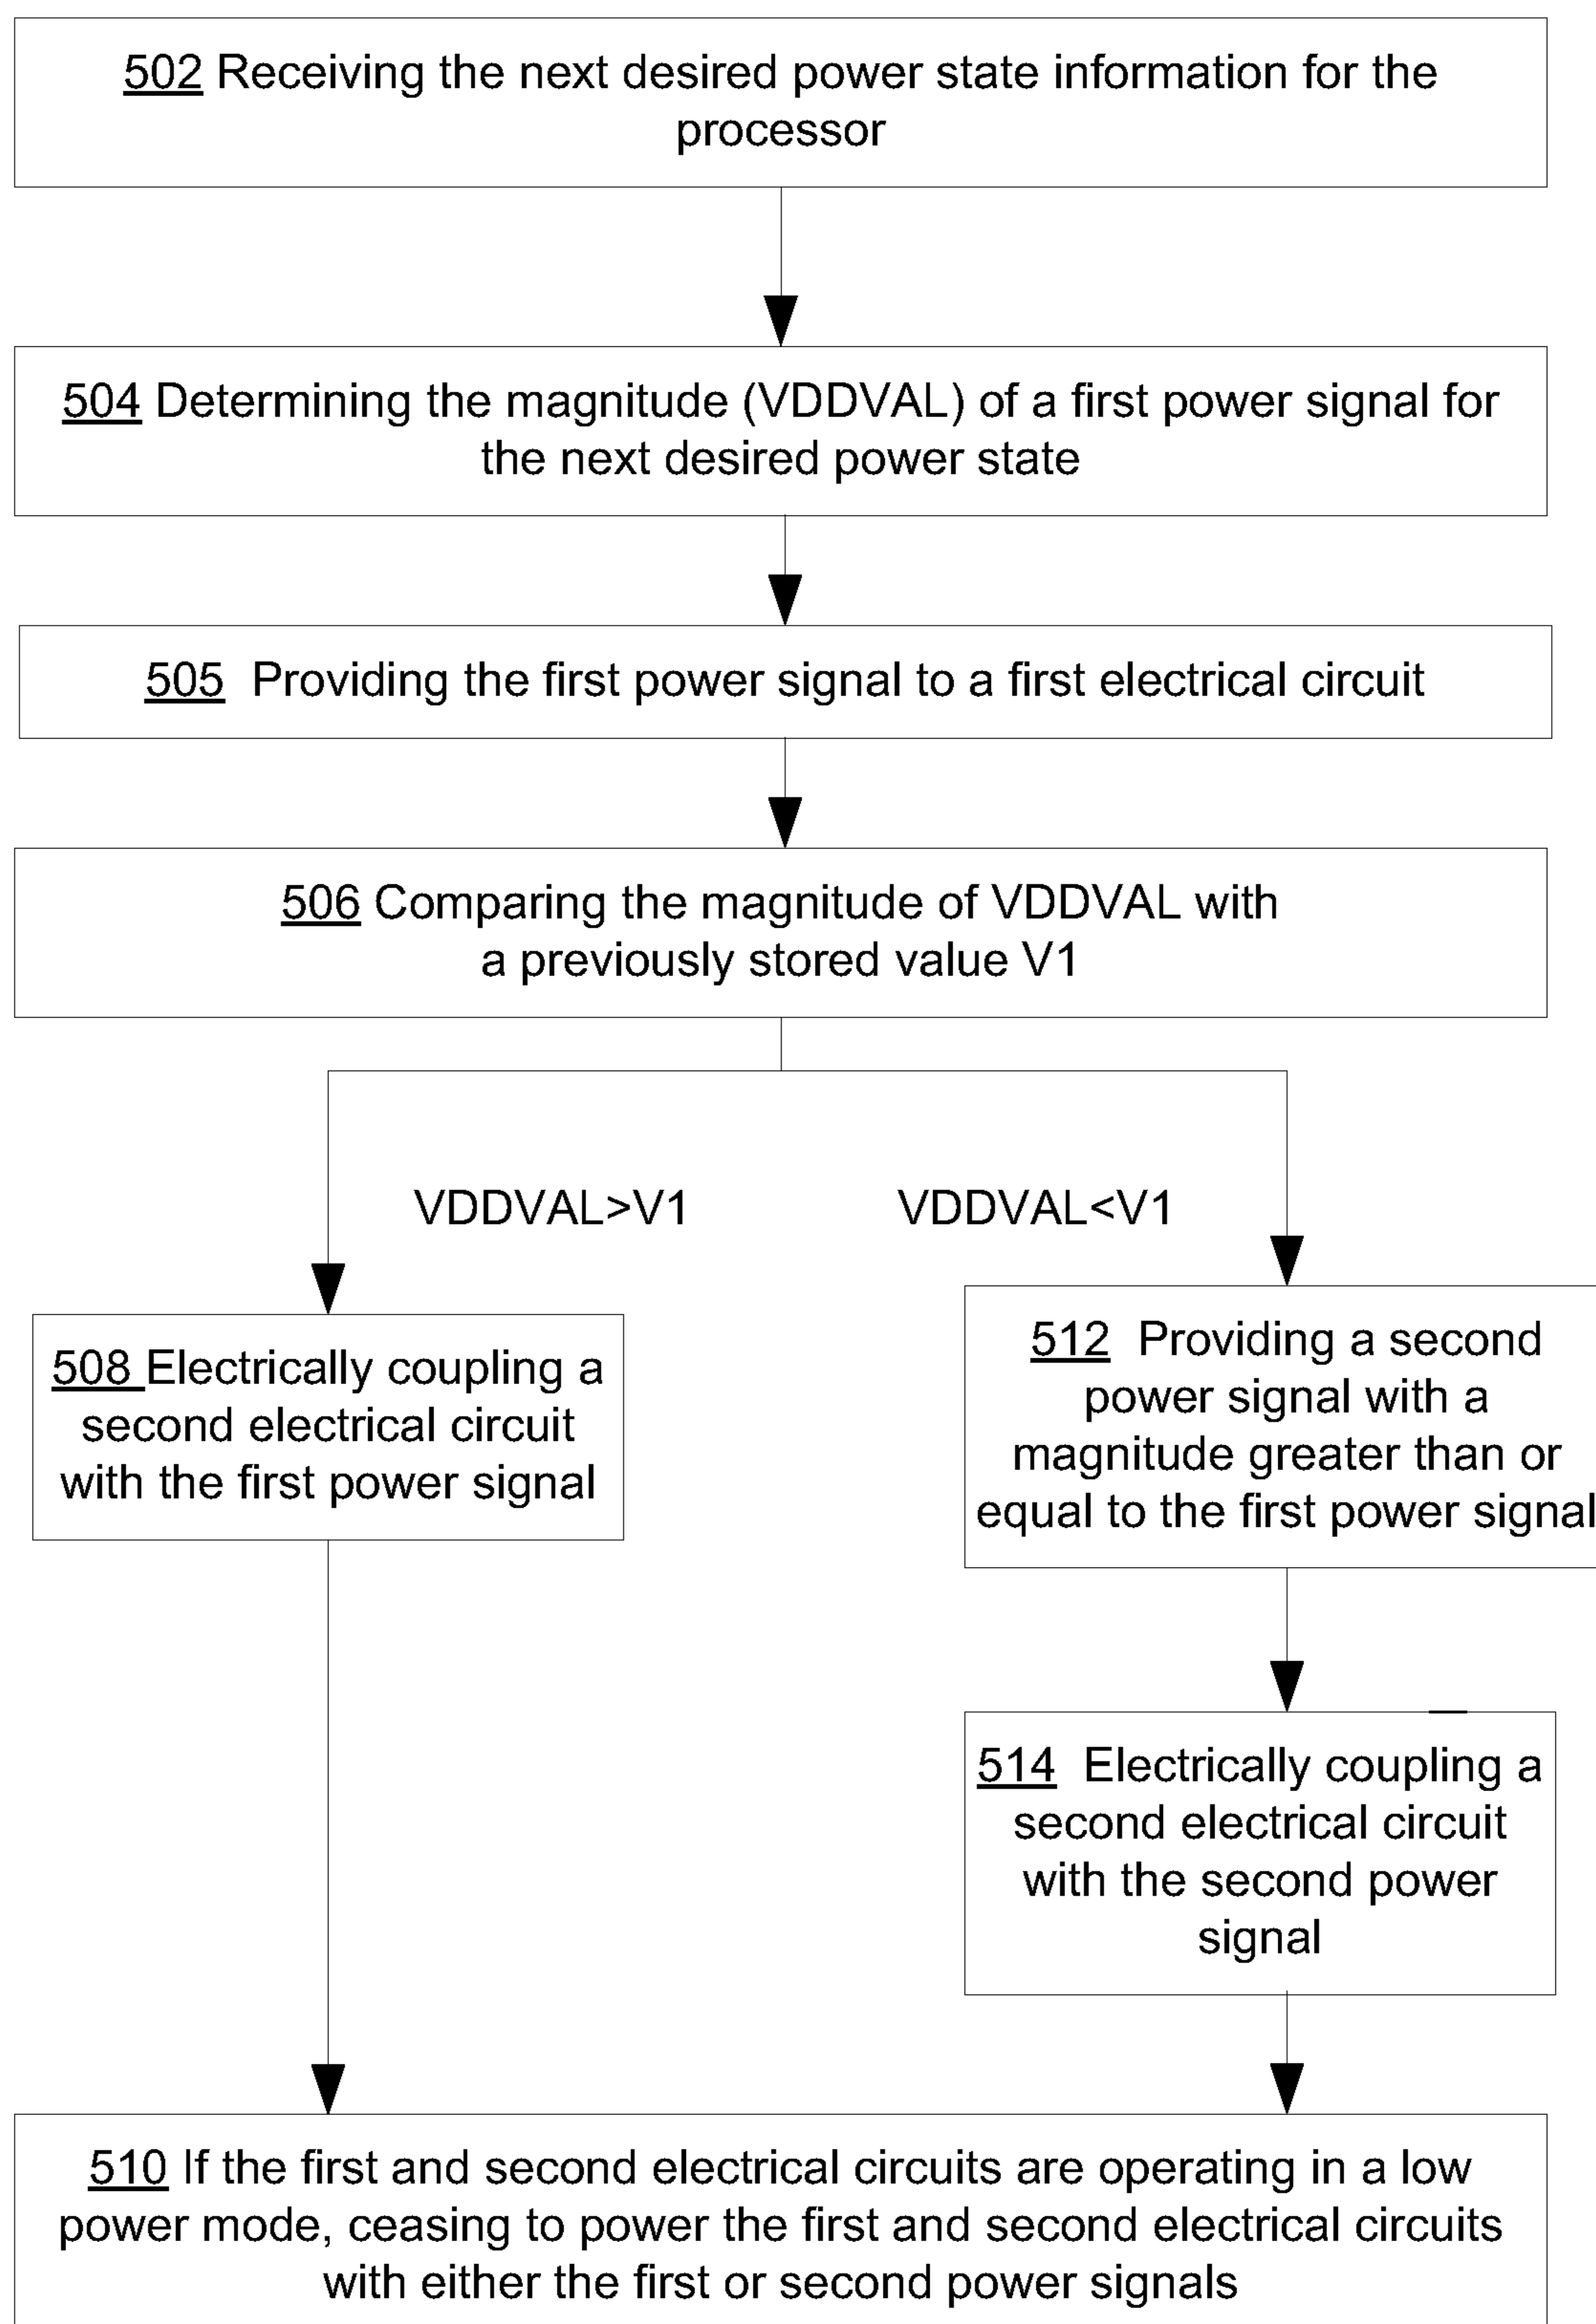 502 Receiving the next desired power state information for the
processor
504 Determining the magnitude (VDDVAL) of a first power signal for
the next desired power state
505 Providing the first power signal to a first electrical circuit
506 Comparing the magnitude of VDDVAL with
a previously stored value V1
VDDVAL>V1
VDDVAL<V1
508 Electrically coupling a
second electrical circuit
with the first power signal
512 Providing a second
power signal with a
magnitude greater than or
equal to the first power signal
514 Electrically coupling a
second electrical circuit
with the second power
signal
510 If the first and second electrical circuits are operating in a low
power mode, ceasing to power the first and second electrical circuits
with either the first or second power signals